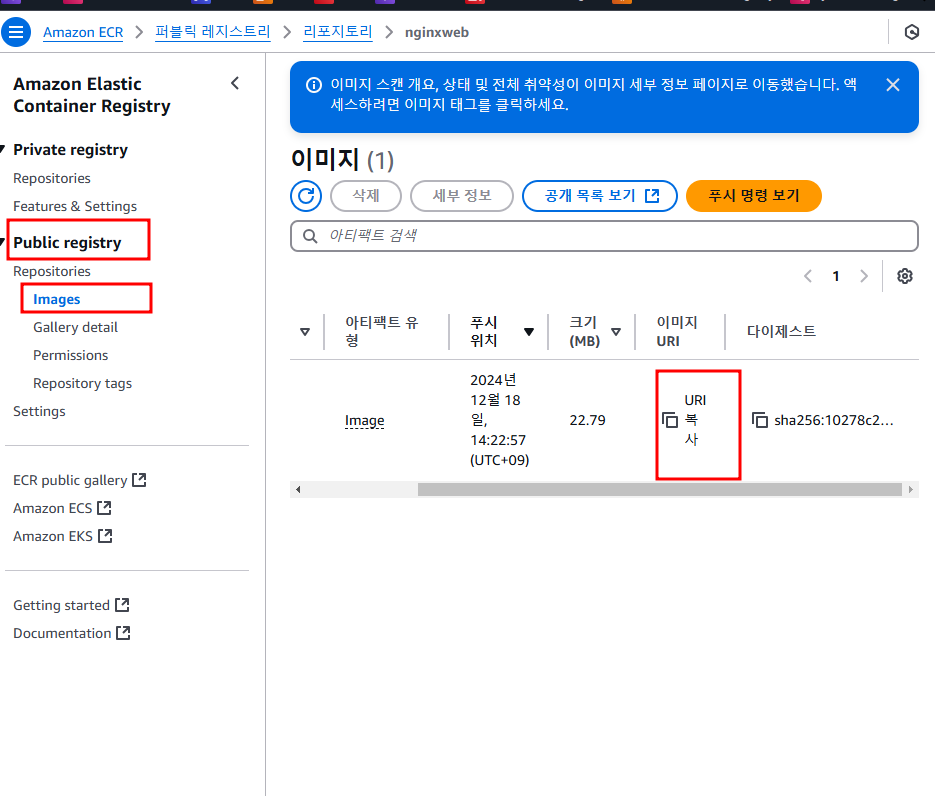 Amazon ECR > 퍼블릭 레지스트리 > 리포지토리 > nginxweb
Amazon Elastic
Container Registry
Private registry
Repositories
Features & Settings
Public registry
Repositories
Images
Gallery detail
Permissions
Repository tags
Settings
ECR public gallery
Amazon ECS
Amazon EKS
Getting started
Documentation
이미지 스캔 개요, 상태 및 전체 취약성이 이미지 세부 정보 페이지로 이동했습니다. 액
세스하려면 이미지 태그를 클릭하세요.
이미지 (1)
삭제
세부 정보
공개 목록 보기
푸시 명령 보기
아티팩트 검색
1
아티팩트 유
형
푸시
위치
크기
(MB)
이미지
URI
다이제스트
Image
2024년
12월 18
일,
14:22:57
(UTC+09)
22.79
URI
복
사
sha256:10278c2...